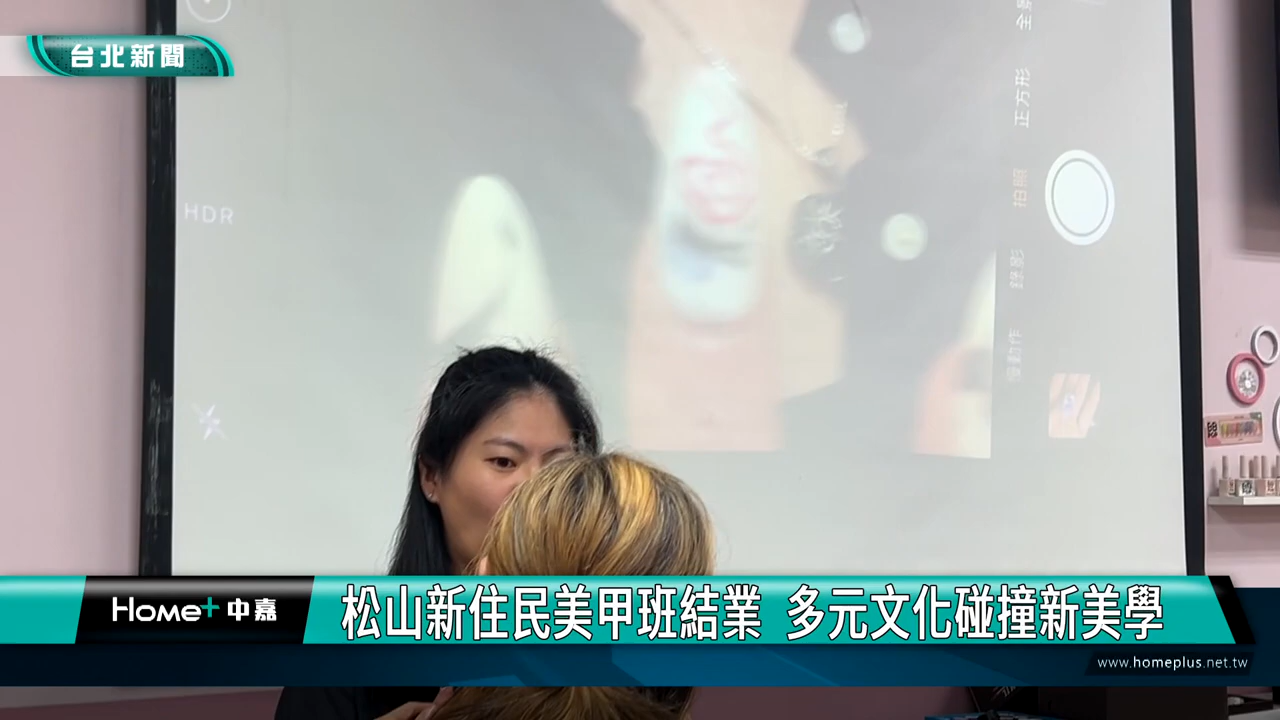 台北新聞
HDR
正方形
拍照
錄影
慢動作
Home+中嘉
松山新住民美甲班結業 多元文化碰撞新美學
www.homeplus.net.tw